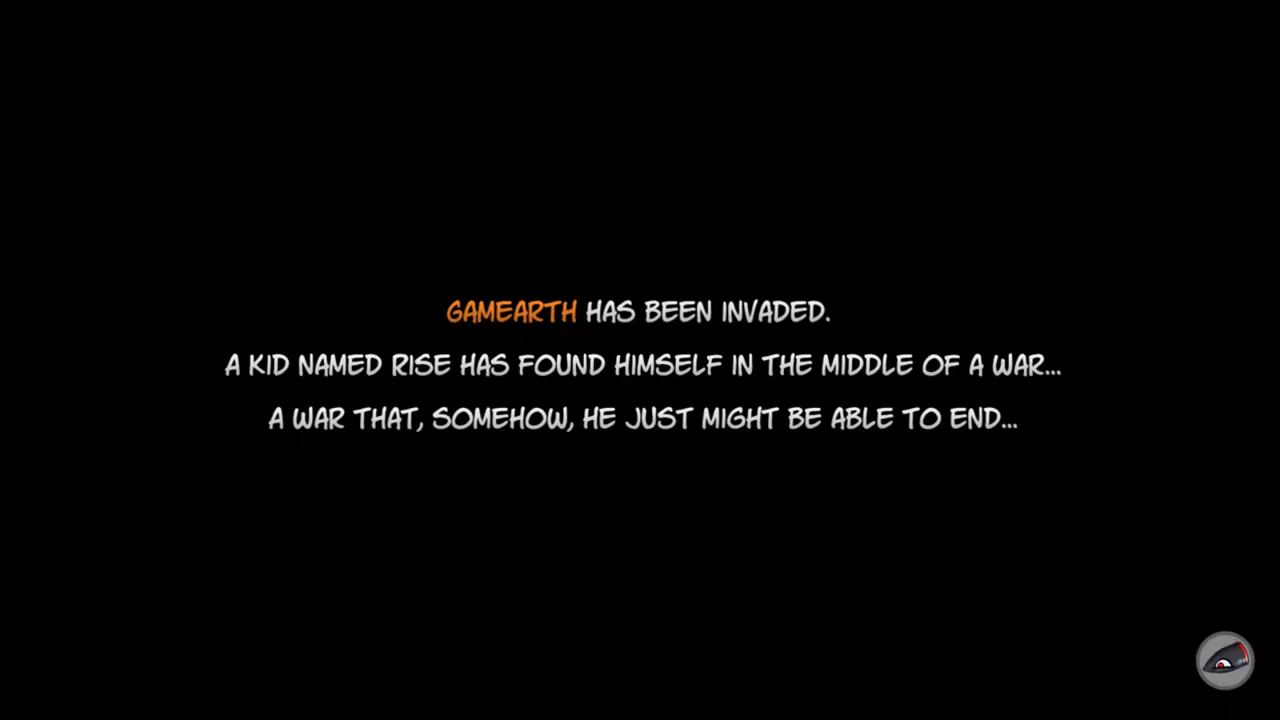 GAMEARTH HAS BEEN INVADED.
A KID NAMED RISE HAS FOUND HIMSELF IN THE MIDDLE OF A WAR...
A WAR THAT, SOMEHOW, HE JUST MIGHT BE ABLE TO END...